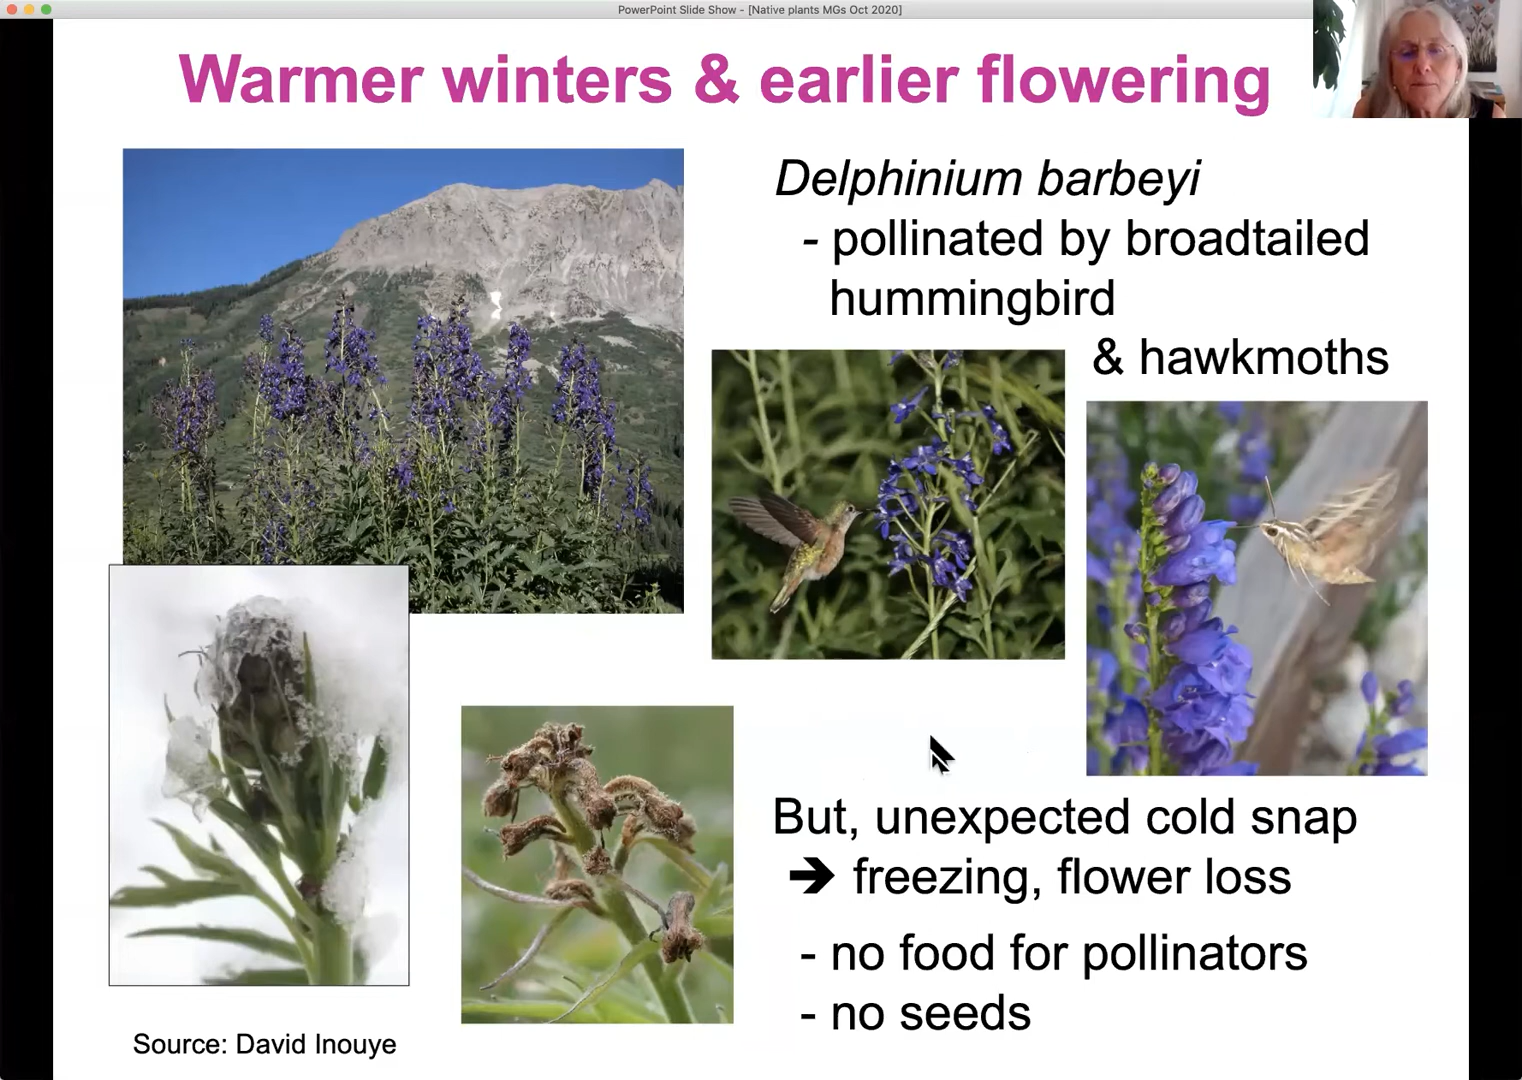 PowerPoint Slide Show - [Native plants MGs Oct 2020]
Warmer winters & earlier flowering
Delphinium barbeyi
- pollinated by broadtailed
hummingbird
& hawkmoths
But, unexpected cold snap
➔ freezing, flower loss
- no food for pollinators
- no seeds
Source: David Inouye